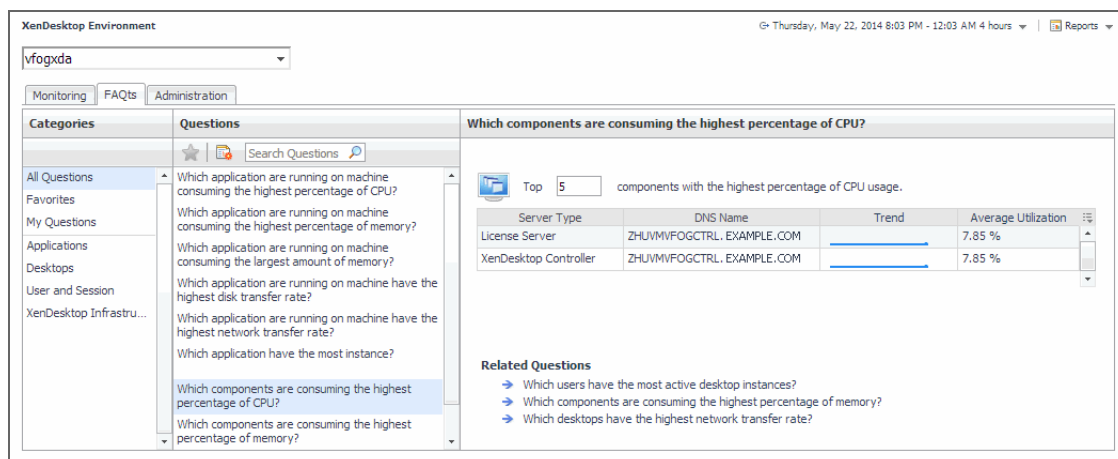 XenDesktop Environment
Thursday, May 22, 2014 8:03 PM - 12:03 AM 4 hours | Reports
vfogxda
Monitoring FAQts Administration
Categories
All Questions
Favorites
My Questions
Applications
Desktops
User and Session
XenDesktop Infrastru...
Questions
Search Questions
Which application are running on machine
consuming the highest percentage of CPU?
Which application are running on machine
consuming the highest percentage of memory?
Which application are running on machine
consuming the largest amount of memory?
Which application are running on machine have the
highest disk transfer rate?
Which application are running on machine have the
highest network transfer rate?
Which application have the most instance?
Which components are consuming the highest
percentage of CPU?
Which components are consuming the highest
percentage of memory?
Which components are consuming the highest percentage of CPU?
Top 5 components with the highest percentage of CPU usage.
Server Type DNS Name Trend Average Utilization
License Server ZHUVMVFOGCTRL.EXAMPLE.COM 7.85 %
XenDesktop Controller ZHUVMVFOGCTRL.EXAMPLE.COM 7.85 %
Related Questions
Which users have the most active desktop instances?
Which components are consuming the highest percentage of memory?
Which desktops have the highest network transfer rate?